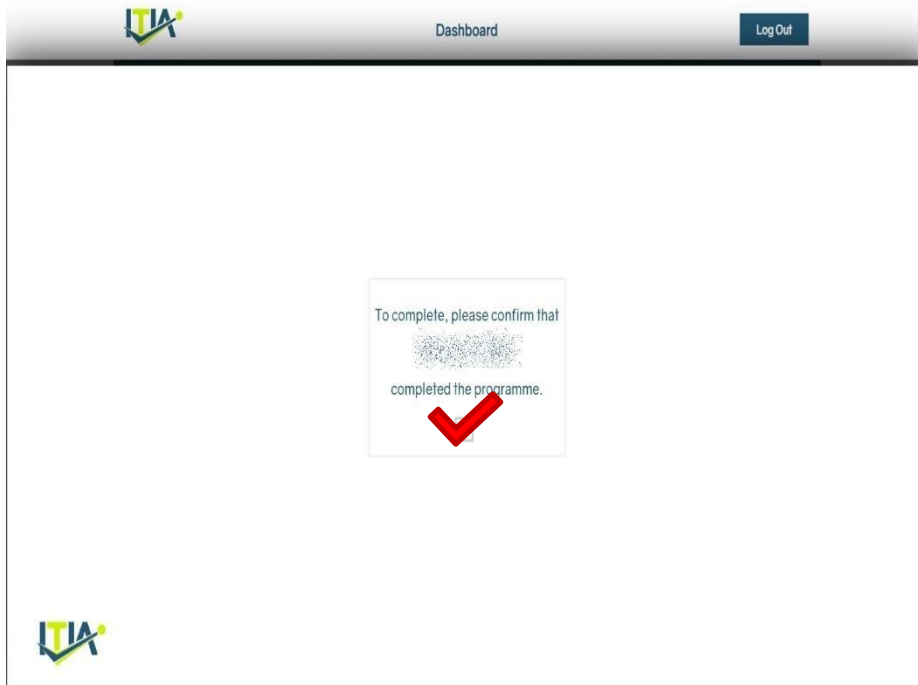 ITIA
Dashboard
Log Out
To complete, please confirm that
completed the programme.
ITIA